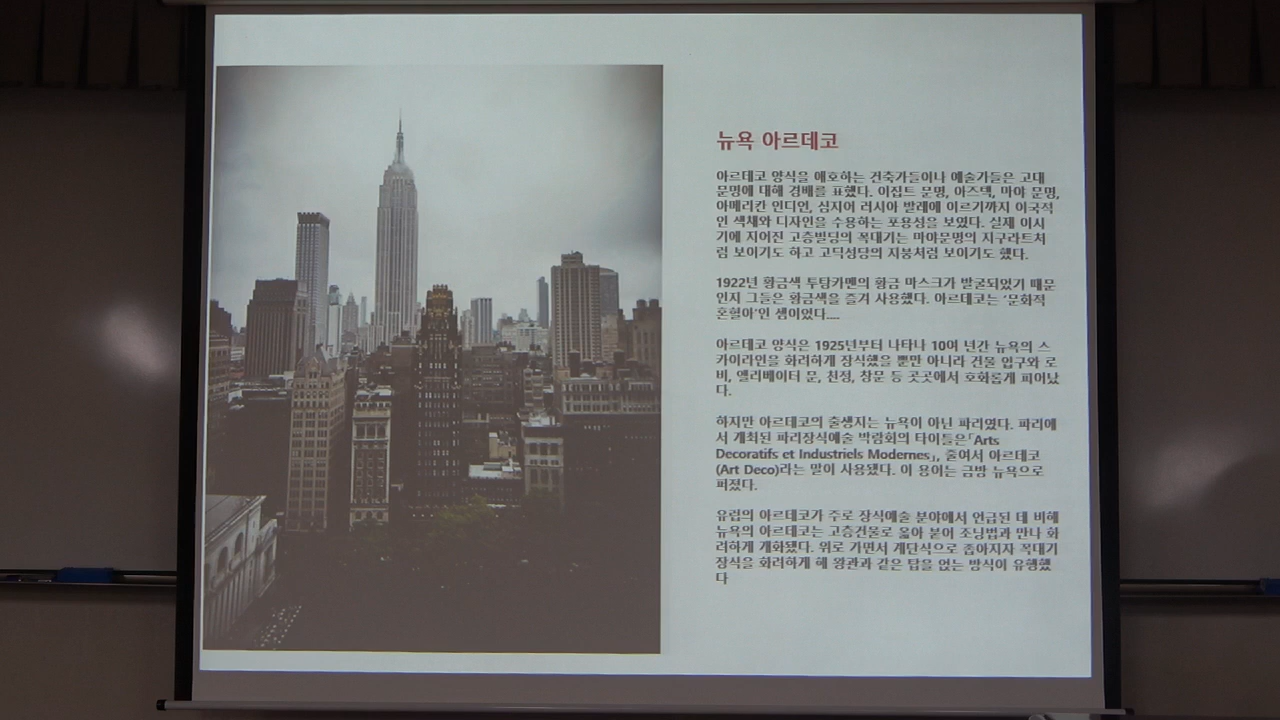 뉴욕 아르데코
아르데코 양식을 애호하는 건축가들이나 예술가들은 고대
문명에 대해 경배를 표했다. 이집트 문명, 아즈텍, 마야 문명,
아메리칸 인디언, 심지어 러시아 발레에 이르기까지 이국적
인 색채와 디자인을 수용하는 포용성을 보였다. 실제 이시
기에 지어진 고층빌딩의 꼭대기는 마야문명의 지구라트처
럼 보이기도 하고 고딕성당의 지붕처럼 보이기도 했다.
1922년 황금색 투탕카멘의 황금 마스크가 발굴되었기 때문
인지 그들은 황금색을 즐겨 사용했다. 아르데코는 '문화적
혼혈아'인 셈이었다....
아르데코 양식은 1925년부터 나타나 10여 년간 뉴욕의 스
카이라인을 화려하게 장식했을 뿐만 아니라 건물 입구와 로
비, 엘리베이터 문, 천정, 창문 등 곳곳에서 호화롭게 피어났
다.
하지만 아르데코의 출생지는 뉴욕이 아닌 파리였다. 파리에
서 개최된 파리장식예술 박람회의 타이틀은「Arts
Decoratifs et Industriels Modernes」, 줄여서 아르데코
(Art Deco)라는 말이 사용됐다. 이 용어는 금방 뉴욕으로
퍼졌다.
유럽의 아르데코가 주로 장식예술 분야에서 언급된 데 비해
뉴욕의 아르데코는 고층건물로 옮아 붙어 조닝법과 만나 화
려하게 개화됐다. 위로 가면서 계단식으로 좁아지자 꼭대기
장식을 화려하게 해 왕관과 같은 탑을 얹는 방식이 유행했
다